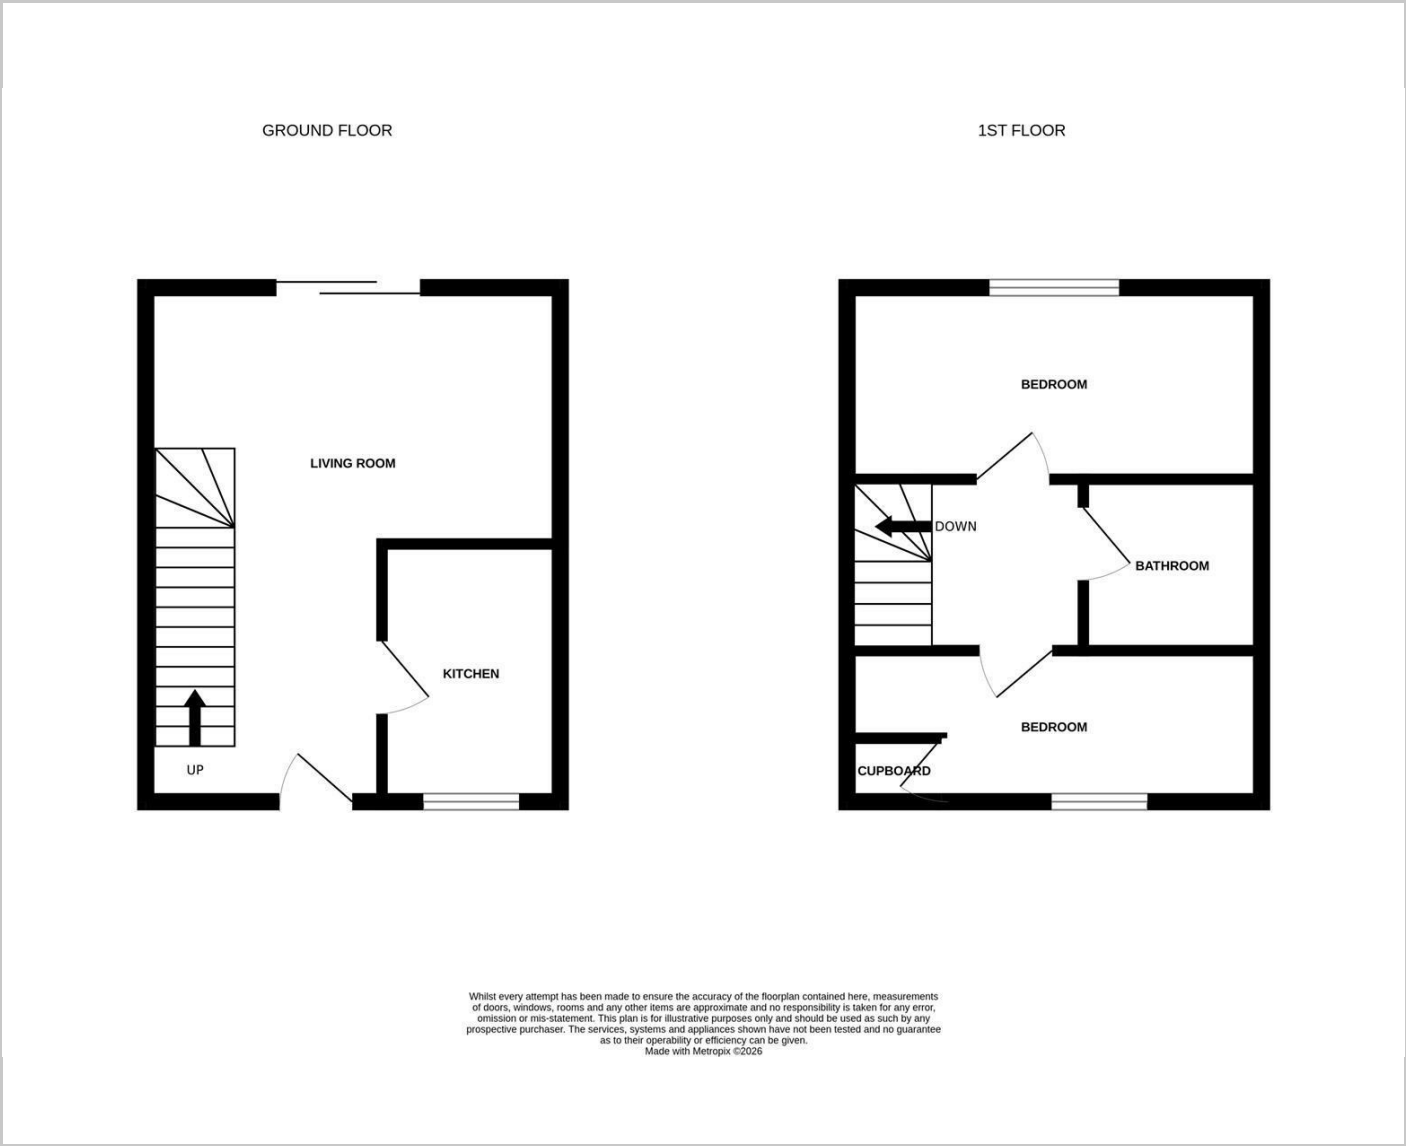 GROUND FLOOR
1ST FLOOR
LIVING ROOM
KITCHEN
UP
BEDROOM
DOWN
BATHROOM
BEDROOM
CUPBOARD
Whilst every attempt has been made to ensure the accuracy of the floorplan contained here, measurements
of doors, windows, rooms and any other items are approximate and no responsibility is taken for any error,
omission or mis-statement. This plan is for illustrative purposes only and should be used as such by any
prospective purchaser. The services, systems and appliances shown have not been tested and no guarantee
as to their operability or efficiency can be given.
Made with Metropix ©2026